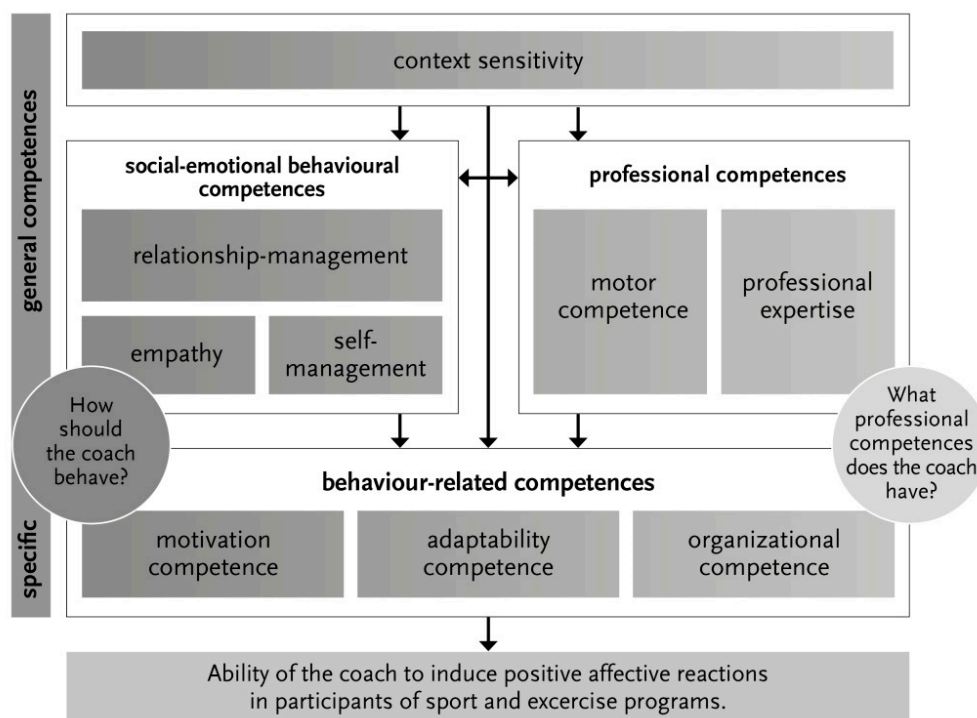 general competences
specific
context sensitivity
social-emotional behavioural
competences
relationship-management
empathy
self-
management
professional competences
motor
competence
professional
expertise
How
should
the coach
behave?
What
professional
competences
does the coach
have?
behaviour-related competences
motivation
competence
adaptability
competence
organizational
competence
Ability of the coach to induce positive affective reactions
in participants of sport and excercise programs.